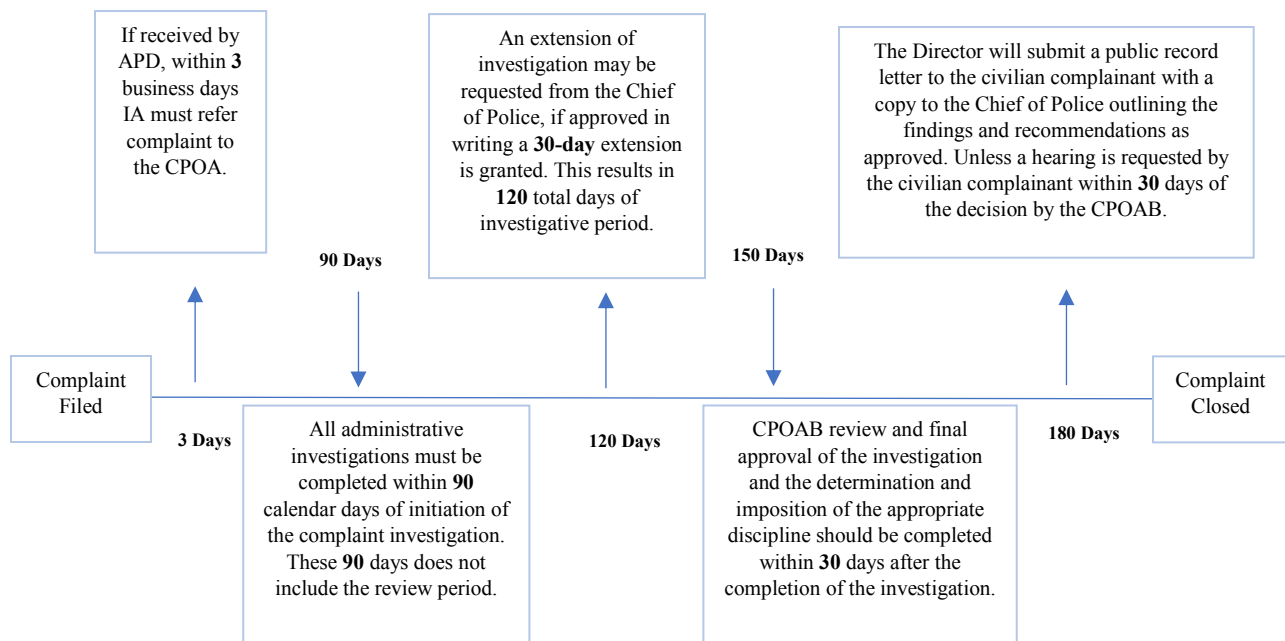 If received by
APD, within 3
business days
IA must refer
complaint to
the CPOA.
An extension of
investigation may be
requested from the Chief
of Police, if approved in
writing a 30-day extension
is granted. This results in
120 total days of
investigative period.
The Director will submit a public record
letter to the civilian complainant with a
copy to the Chief of Police outlining the
findings and recommendations as
approved. Unless a hearing is requested by
the civilian complainant within 30 days of
the decision by the CPOAB.
90 Days
150 Days
Complaint
Filed
Complaint
Closed
3 Days
All administrative
investigations must be
completed within 90
calendar days of initiation of
the complaint investigation.
These 90 days does not
include the review period.
120 Days
CPOAB review and final
approval of the investigation
and the determination and
imposition of the appropriate
discipline should be completed
within 30 days after the
completion of the investigation.
180 Days